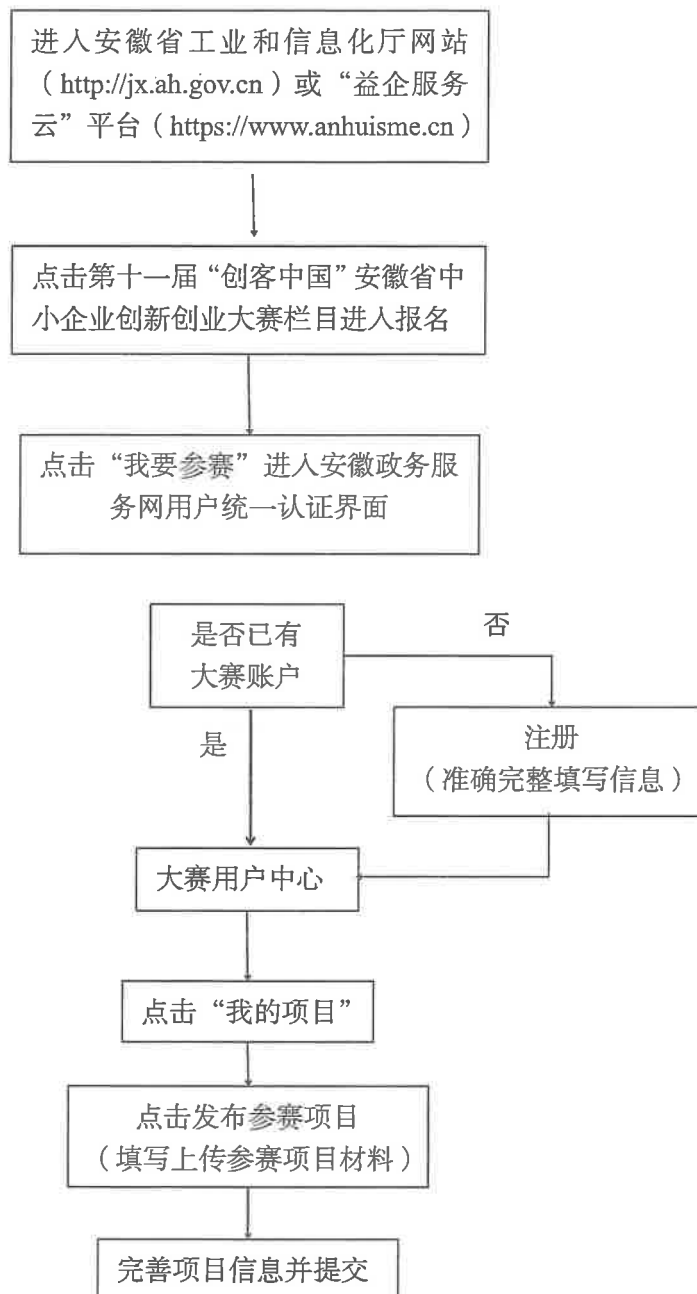 进入安徽省工业和信息化厅网站
（http://jx.ah.gov.cn）或“益企服务
云”平台（https://www.anhuisme.cn）
点击第十一届“创客中国”安徽省中
小企业创新创业大赛栏目进入报名
点击“我要参赛”进入安徽政务服
务网用户统一认证界面
是否已有
大赛账户
否
是
注册
（准确完整填写信息）
大赛用户中心
点击“我的项目”
点击发布参赛项目
（填写上传参赛项目材料）
完善项目信息并提交